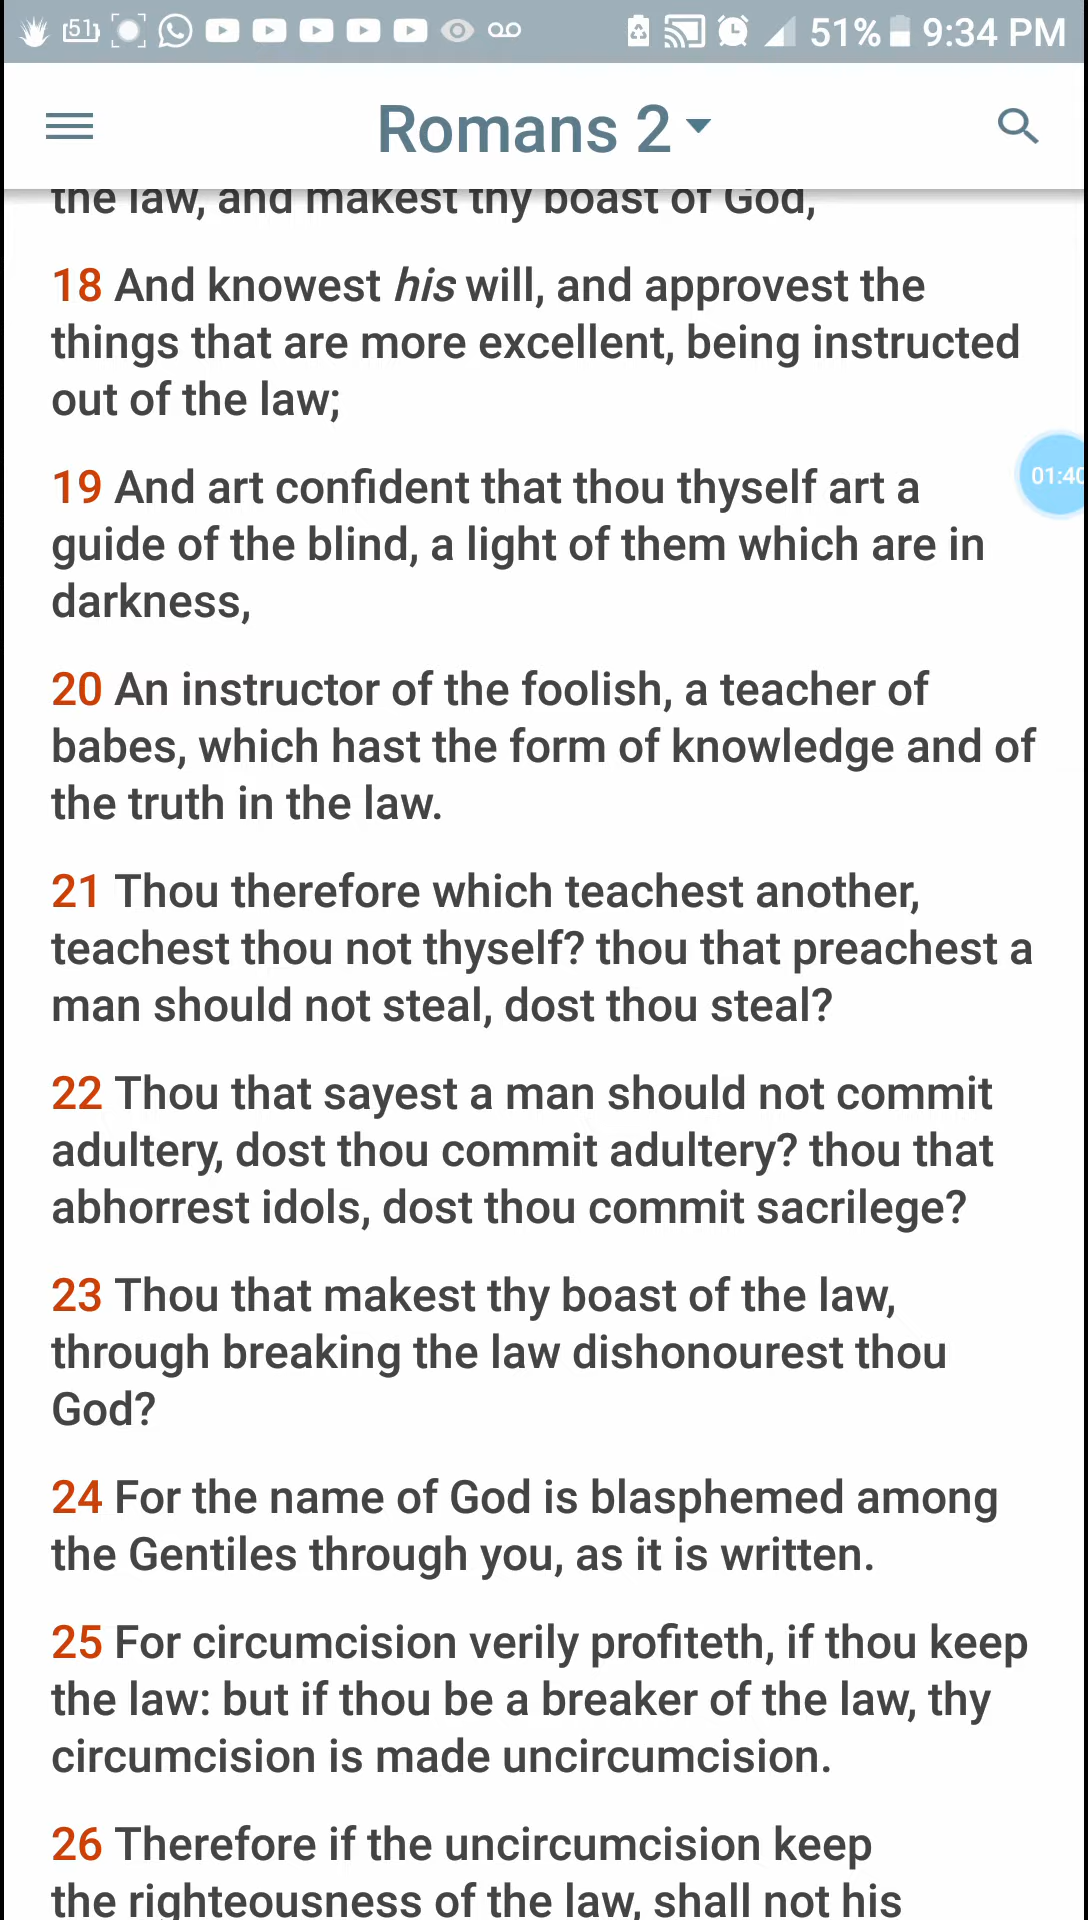 51 51% 9:34 PM
Romans 2
the law, and makest thy boast of God,
18 And knowest his will, and approvest the
things that are more excellent, being instructed
out of the law;
01:40
19 And art confident that thou thyself art a
guide of the blind, a light of them which are in
darkness,
20 An instructor of the foolish, a teacher of
babes, which hast the form of knowledge and of
the truth in the law.
21 Thou therefore which teachest another,
teachest thou not thyself? thou that preachest a
man should not steal, dost thou steal?
22 Thou that sayest a man should not commit
adultery, dost thou commit adultery? thou that
abhorrest idols, dost thou commit sacrilege?
23 Thou that makest thy boast of the law,
through breaking the law dishonourest thou
God?
24 For the name of God is blasphemed among
the Gentiles through you, as it is written.
25 For circumcision verily profiteth, if thou keep
the law: but if thou be a breaker of the law, thy
circumcision is made uncircumcision.
26 Therefore if the uncircumcision keep
the righteousness of the law, shall not his